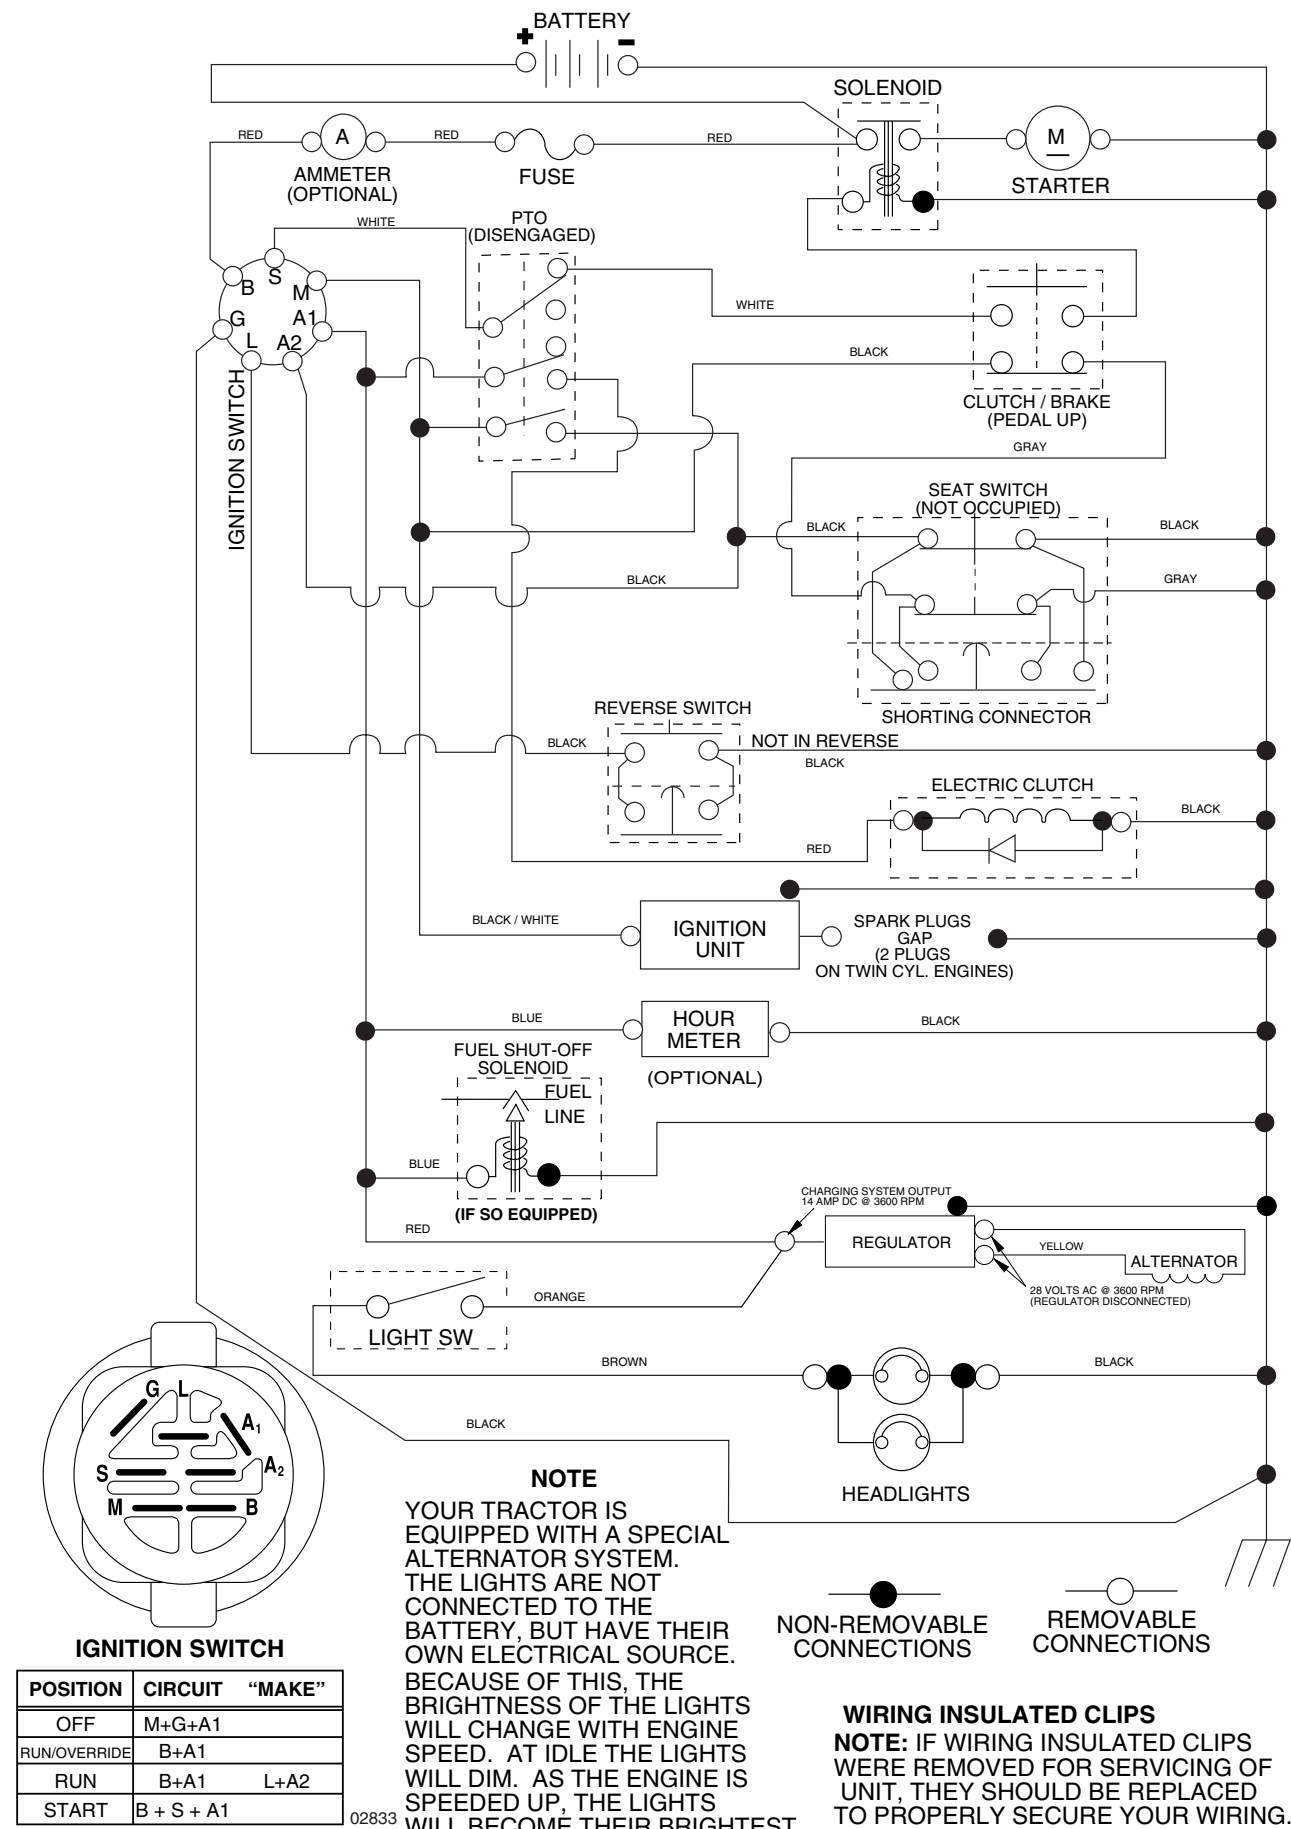 BATTERY
+ -
SOLENOID
RED
A
RED
RED
M
AMMETER
(OPTIONAL)
FUSE
STARTER
WHITE
PTO
(DISENGAGED)
B
S
M
G
A1
L
A2
IGNITION SWITCH
WHITE
BLACK
CLUTCH / BRAKE
(PEDAL UP)
GRAY
SEAT SWITCH
(NOT OCCUPIED)
BLACK
BLACK
BLACK
GRAY
SHORTING CONNECTOR
REVERSE SWITCH
BLACK
NOT IN REVERSE
BLACK
ELECTRIC CLUTCH
RED
BLACK
BLACK / WHITE
IGNITION
UNIT
SPARK PLUGS
GAP
(2 PLUGS
ON TWIN CYL. ENGINES)
BLUE
HOUR
METER
BLACK
(OPTIONAL)
FUEL SHUT-OFF
SOLENOID
FUEL
LINE
BLUE
(IF SO EQUIPPED)
RED
CHARGING SYSTEM OUTPUT
14 AMP DC @ 3600 RPM
REGULATOR
YELLOW
ALTERNATOR
28 VOLTS AC @ 3600 RPM
(REGULATOR DISCONNECTED)
ORANGE
LIGHT SW
BROWN
BLACK
BLACK
HEADLIGHTS
G L
A1
S
A2
M
B
IGNITION SWITCH
POSITION CIRCUIT “MAKE”
OFF M+G+A1
RUN/OVERRIDE B+A1
RUN B+A1 L+A2
START B + S + A1
02833
NOTE
YOUR TRACTOR IS
EQUIPPED WITH A SPECIAL
ALTERNATOR SYSTEM.
THE LIGHTS ARE NOT
CONNECTED TO THE
BATTERY, BUT HAVE THEIR
OWN ELECTRICAL SOURCE.
BECAUSE OF THIS, THE
BRIGHTNESS OF THE LIGHTS
WILL CHANGE WITH ENGINE
SPEED. AT IDLE THE LIGHTS
WILL DIM. AS THE ENGINE IS
SPEEDED UP, THE LIGHTS
WILL BECOME THEIR BRIGHTEST
NON-REMOVABLE
CONNECTIONS
REMOVABLE
CONNECTIONS
WIRING INSULATED CLIPS
NOTE: IF WIRING INSULATED CLIPS
WERE REMOVED FOR SERVICING OF
UNIT, THEY SHOULD BE REPLACED
TO PROPERLY SECURE YOUR WIRING.